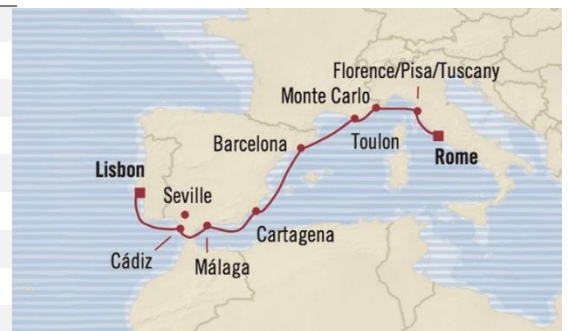 Florence/Pisa/Tuscany
Monte Carlo
Barcelona
Toulon
Rome
Lisbon
Seville
Cartagena
Cádiz
Málaga